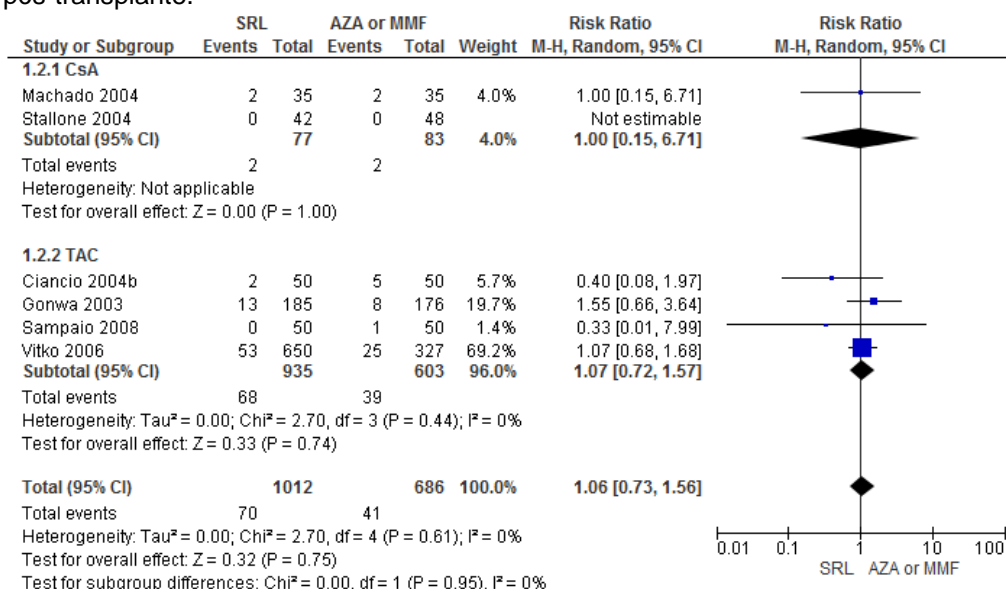 pós-transplante.
SRL AZA or MMF Risk Ratio Risk Ratio
Study or Subgroup Events Total Events Total Weight M-H, Random, 95% CI M-H, Random, 95% CI
1.2.1 CsA
Machado 2004 2 35 2 35 4.0% 1.00 [0.15, 6.71]
Stallone 2004 0 42 0 48 Not estimable
Subtotal (95% CI) 77 83 4.0% 1.00 [0.15, 6.71]
Total events 2 2
Heterogeneity: Not applicable
Test for overall effect: Z = 0.00 (P = 1.00)
1.2.2 TAC
Ciancio 2004b 2 50 5 50 5.7% 0.40 [0.08, 1.97]
Gonwa 2003 13 185 8 176 19.7% 1.55 [0.66, 3.64]
Sampaio 2008 0 50 1 50 1.4% 0.33 [0.01, 7.99]
Vitko 2006 53 650 25 327 69.2% 1.07 [0.68, 1.68]
Subtotal (95% CI) 935 603 96.0% 1.07 [0.72, 1.57]
Total events 68 39
Heterogeneity: Tau² = 0.00; Chi² = 2.70, df = 3 (P = 0.44); I² = 0%
Test for overall effect: Z = 0.33 (P = 0.74)
Total (95% CI) 1012 686 100.0% 1.06 [0.73, 1.56]
Total events 70 41
Heterogeneity: Tau² = 0.00; Chi² = 2.70, df = 4 (P = 0.61); I² = 0%
Test for overall effect: Z = 0.32 (P = 0.75)
Test for subgroup differences: Chi² = 0.00, df = 1 (P = 0.95), I² = 0%
0.01 0.1 1 10 100
SRL AZA or MMF